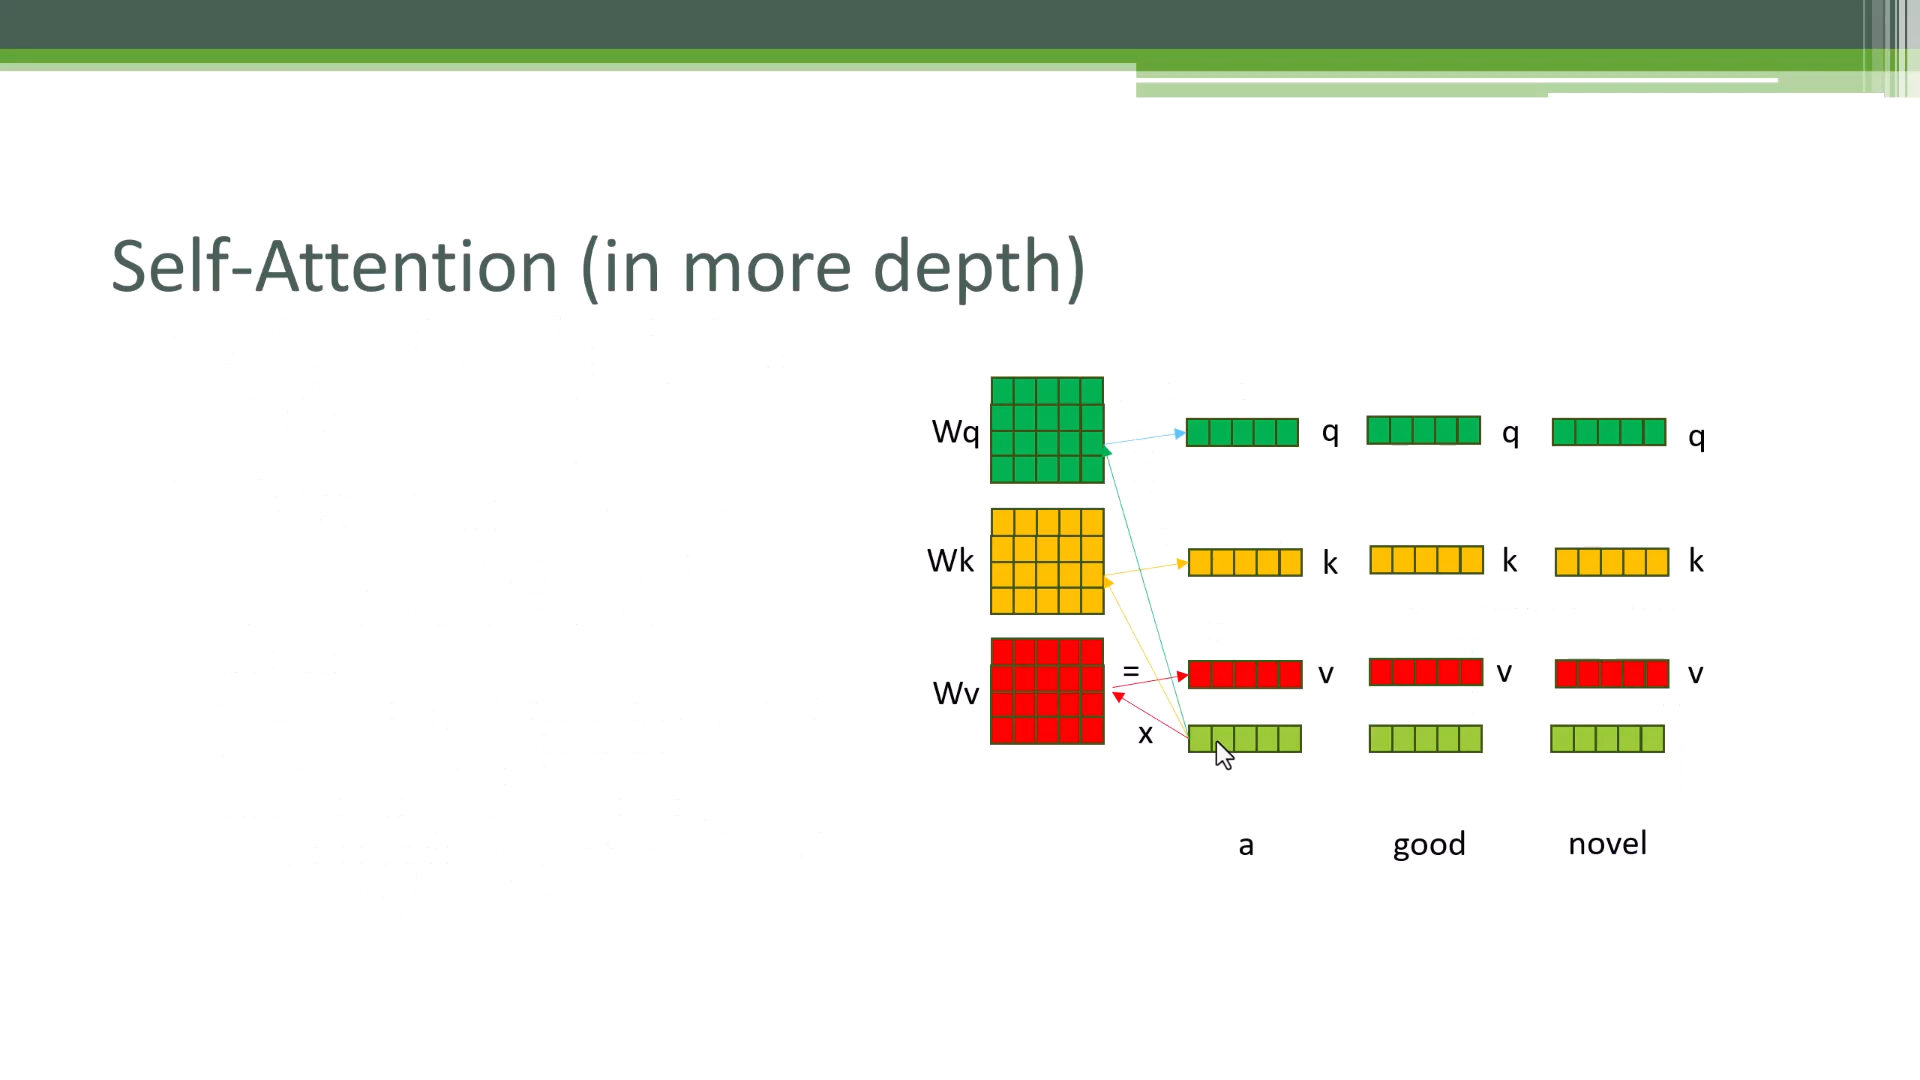 Self-Attention (in more depth)
Wq q q q
Wk k k k
= v v v
Wv
x
a good novel